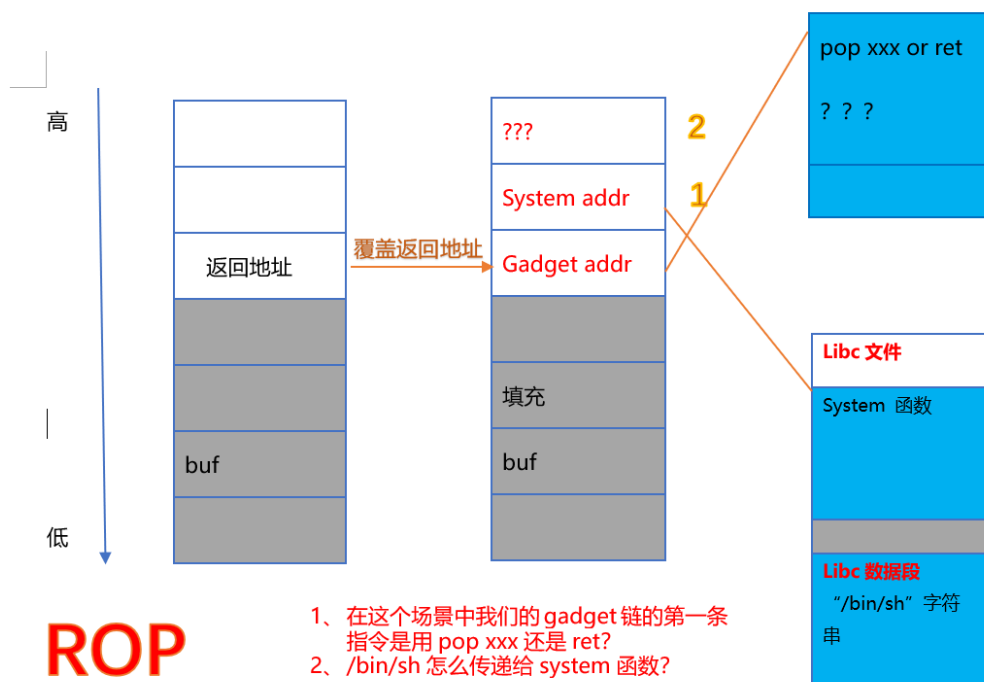 高
低
返回地址
buf
覆盖返回地址
???
System addr
Gadget addr
填充
buf
2
1
pop xxx or ret
？？？
Libc 文件
System 函数
Libc 数据段
“/bin/sh”字符
串
ROP
1、在这个场景中我们的 gadget 链的第一条
指令是用 pop xxx 还是 ret？
2、/bin/sh 怎么传递给 system 函数？